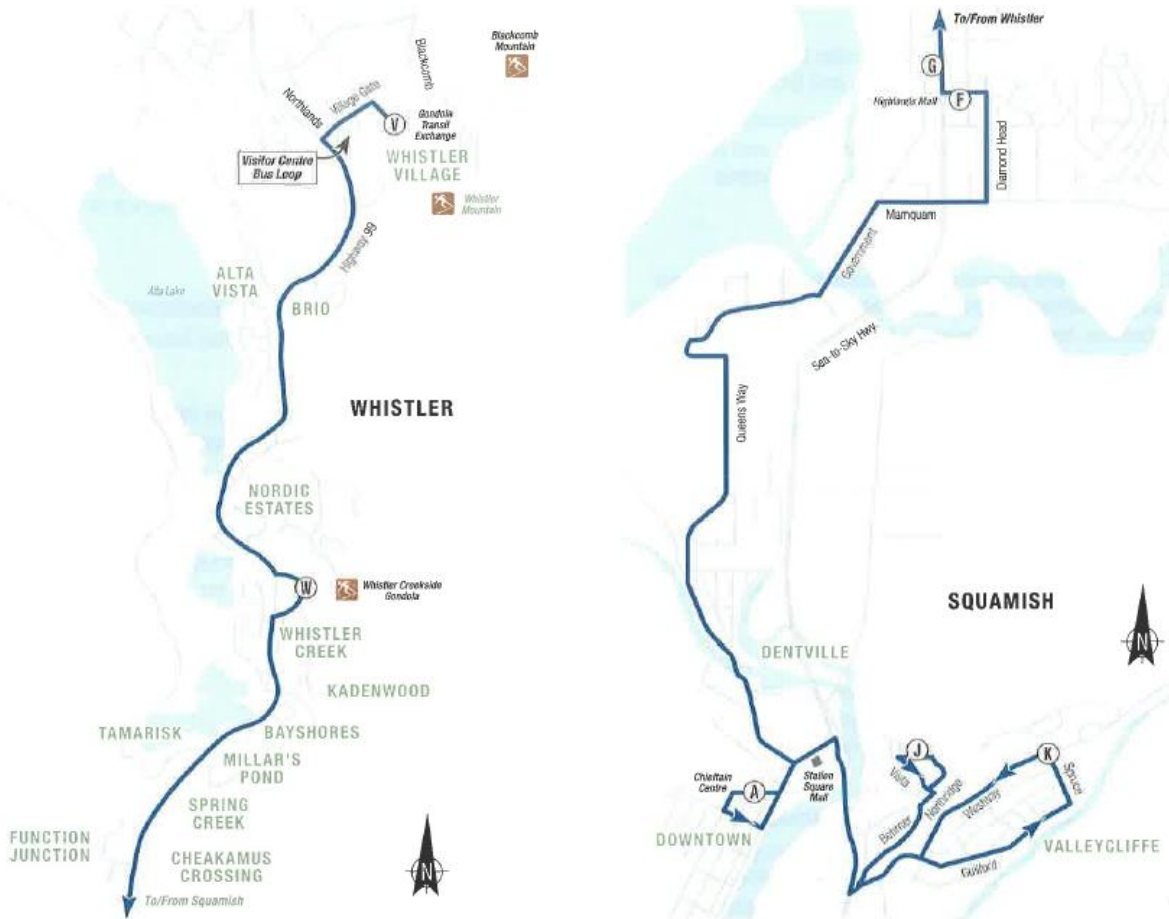 Blackcomb
Mountain
Blackcomb
Northlands
Village Gate
V
Gondola
Transit
Exchange
Visitor Centre
Bus Loop
WHISTLER
VILLAGE
Whistler
Mountain
Highway 99
ALTA
VISTA
Alta Lake
BRIO
WHISTLER
NORDIC
ESTATES
W
Whistler Creekside
Gondola
WHISTLER
CREEK
KADENWOOD
TAMARISK
BAYSHORES
MILLAR'S
POND
SPRING
CREEK
FUNCTION
JUNCTION
CHEAKAMUS
CROSSING
N
To/From Squamish
To/From Whistler
G
Highlands Mall
F
Diamond Head
Mamquam
Government
Sea-to-Sky Hwy
Queens Way
SQUAMISH
N
DENTVILLE
Chieftain
Centre
A
Square
Mall
DOWNTOWN
J
Vista
Northridge
Westway
K
Spruce
Guilford
VALLEYCLIFFE